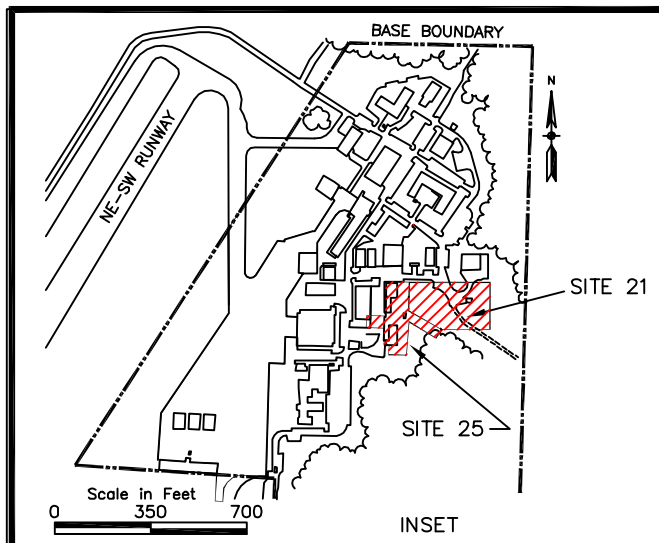 BASE BOUNDARY
N
NE-SW RUNWAY
SITE 21
SITE 25
Scale in Feet
0 350 700
INSET